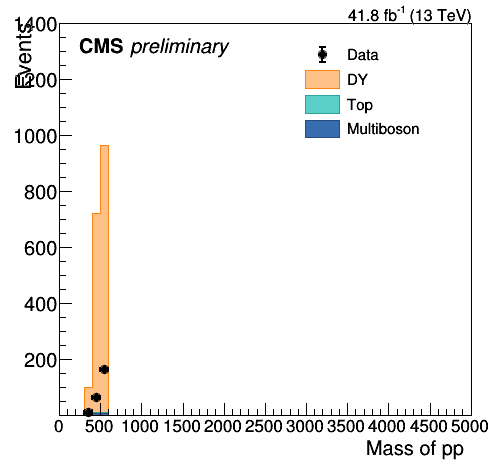 41.8 fb⁻¹ (13 TeV)
CMS preliminary
Events
Data
DY
Top
Multiboson
1400
1200
1000
800
600
400
200
0 500 1000 1500 2000 2500 3000 3500 4000 4500 5000
Mass of pp